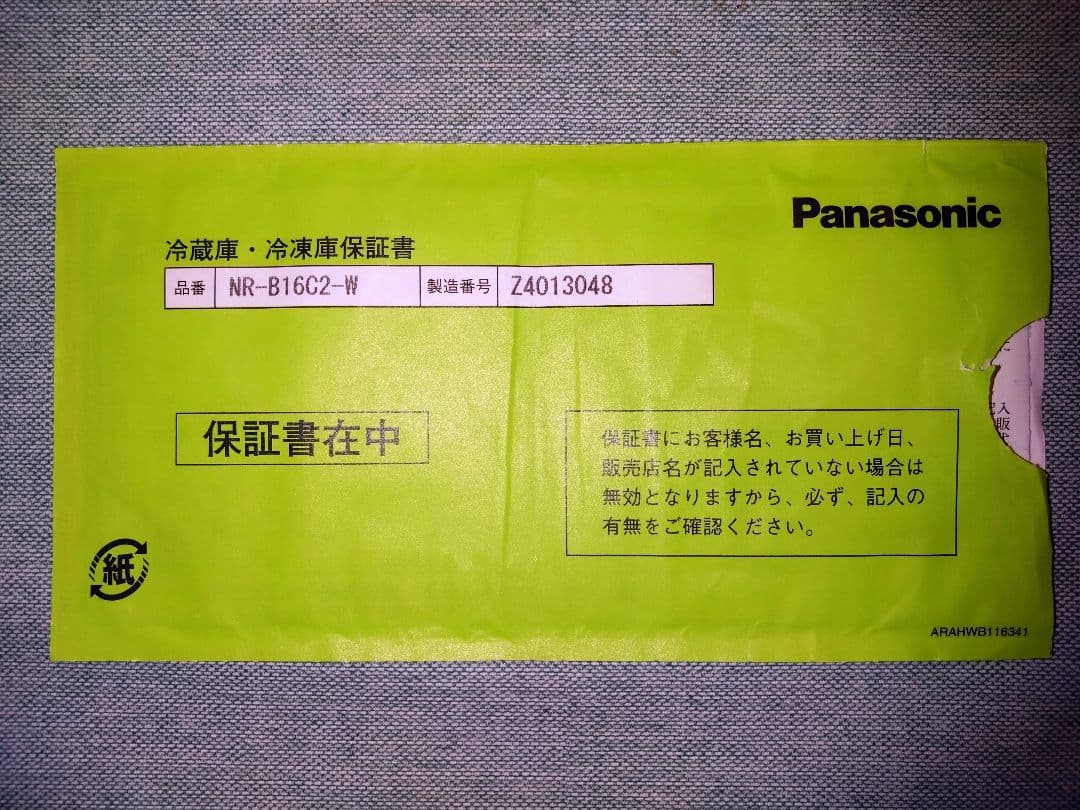 Panasonic
冷蔵庫・冷凍庫保証書
品番 NR-B16C2-W 製造番号 Z4013048
保証書在中
保証書にお客様名、お買い上げ日、
販売店名が記入されていない場合は
無効となりますから、必ず、記入の
有無をご確認ください。
紙
ARAHWB116341
入
販